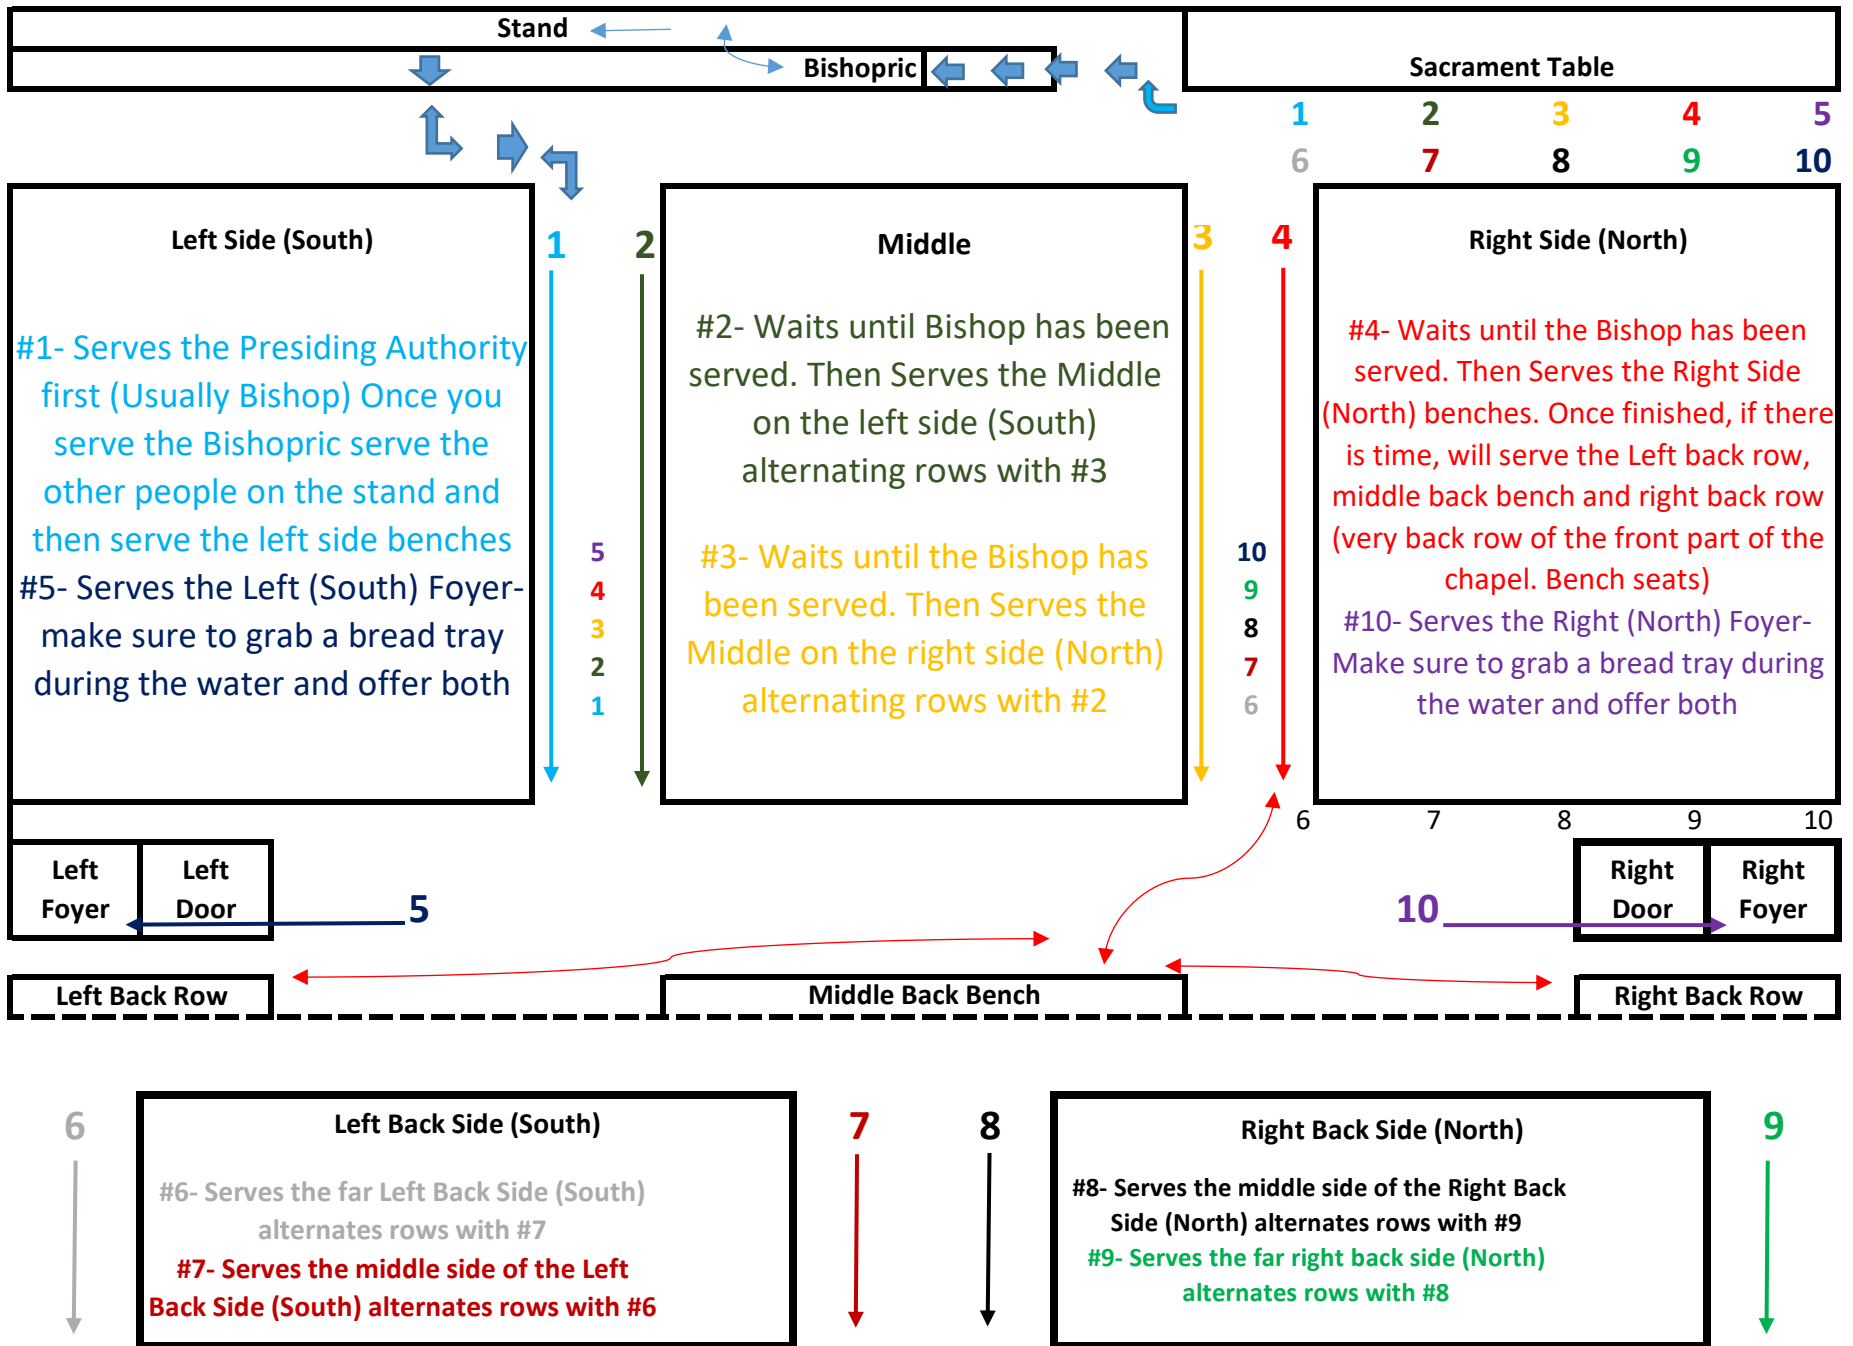 Stand
Bishopric
Sacrament Table
1 2 3 4 5
6 7 8 9 10
Left Side (South)
1
#1- Serves the Presiding Authority
first (Usually Bishop) Once you
serve the Bishopric serve the
other people on the stand and
then serve the left side benches
#5- Serves the Left (South) Foyer-
make sure to grab a bread tray
during the water and offer both
5
4
3
2
1
2
Middle
#2- Waits until Bishop has been
served. Then Serves the Middle
on the left side (South)
alternating rows with #3
#3- Waits until the Bishop has
been served. Then Serves the
Middle on the right side (North)
alternating rows with #2
3
10
9
8
7
6
4
Right Side (North)
#4- Waits until the Bishop has been
served. Then Serves the Right Side
(North) benches. Once finished, if there
is time, will serve the Left back row,
middle back bench and right back row
(very back row of the front part of the
chapel. Bench seats)
#10- Serves the Right (North) Foyer-
Make sure to grab a bread tray during
the water and offer both
6 7 8 9 10
Left
Foyer
Left
Door
5
10
Right
Door
Right
Foyer
Left Back Row
Middle Back Bench
Right Back Row
6
Left Back Side (South)
#6- Serves the far Left Back Side (South)
alternates rows with #7
#7- Serves the middle side of the Left
Back Side (South) alternates rows with #6
7
8
Right Back Side (North)
#8- Serves the middle side of the Right Back
Side (North) alternates rows with #9
#9- Serves the far right back side (North)
alternates rows with #8
9